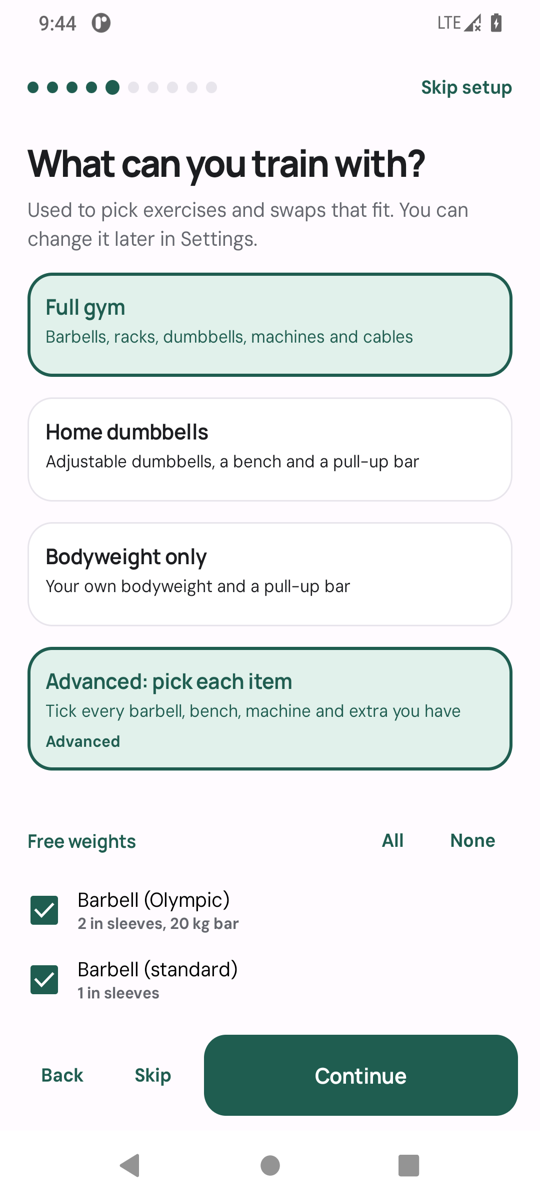 9:44
LTE
Skip setup
What can you train with?
Used to pick exercises and swaps that fit. You can
change it later in Settings.
Full gym
Barbells, racks, dumbbells, machines and cables
Home dumbbells
Adjustable dumbbells, a bench and a pull-up bar
Bodyweight only
Your own bodyweight and a pull-up bar
Advanced: pick each item
Tick every barbell, bench, machine and extra you have
Advanced
Free weights All None
Barbell (Olympic)
2 in sleeves, 20 kg bar
Barbell (standard)
1 in sleeves
Back Skip Continue